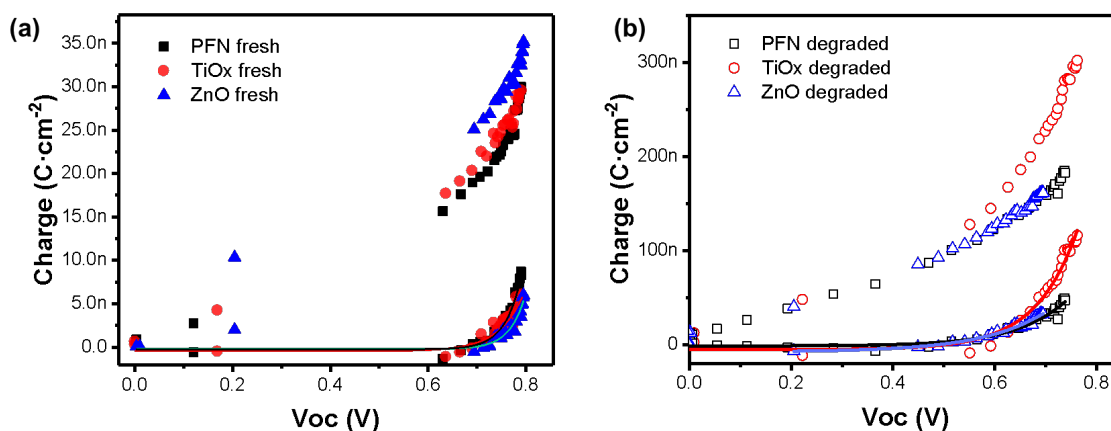 (a)
PFN fresh
TiOx fresh
ZnO fresh
Charge (C·cm-2)
35.0n
30.0n
25.0n
20.0n
15.0n
10.0n
5.0n
0.0
0.0
0.2
0.4
0.6
0.8
Voc (V)
(b)
PFN degraded
TiOx degraded
ZnO degraded
Charge (C·cm-2)
300n
200n
100n
0
0.0
0.2
0.4
0.6
0.8
Voc (V)